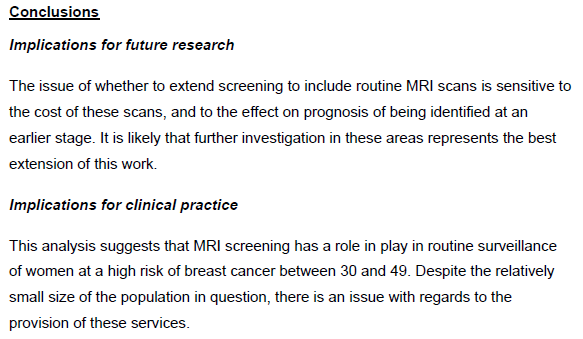 Conclusions
Implications for future research
The issue of whether to extend screening to include routine MRI scans is sensitive to
the cost of these scans, and to the effect on prognosis of being identified at an
earlier stage. It is likely that further investigation in these areas represents the best
extension of this work.
Implications for clinical practice
This analysis suggests that MRI screening has a role in play in routine surveillance
of women at a high risk of breast cancer between 30 and 49. Despite the relatively
small size of the population in question, there is an issue with regards to the
provision of these services.